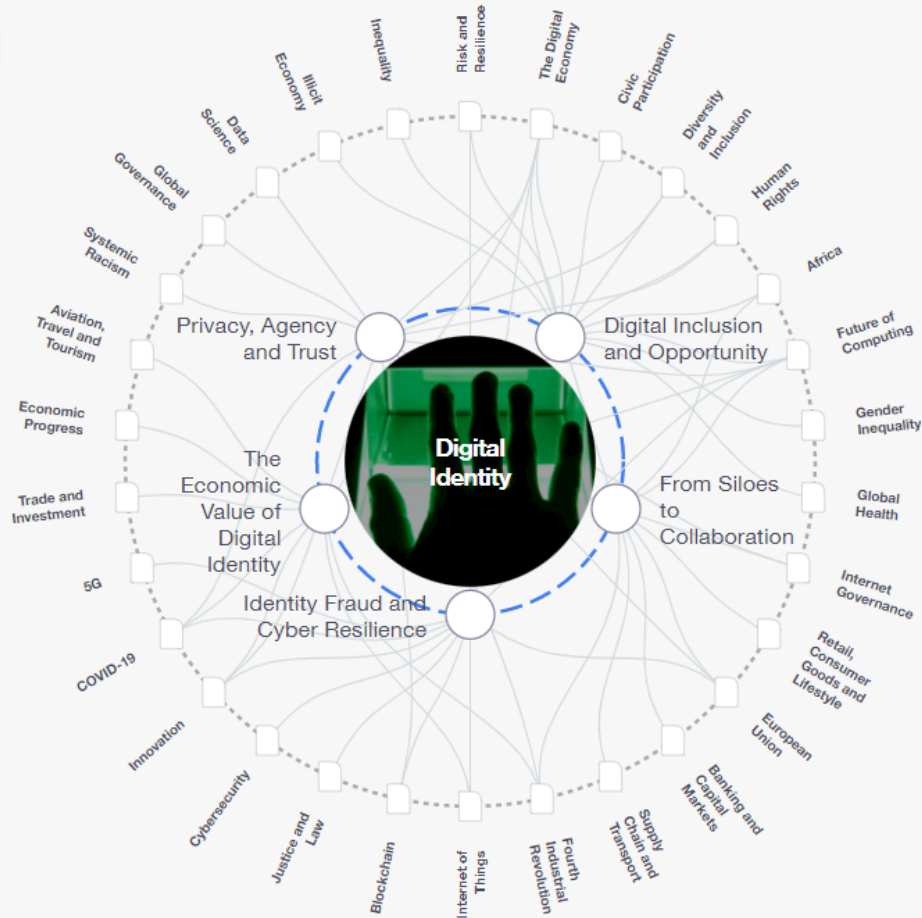 Risk and
Resilience
The Digital
Economy
Civic
Participation
Diversity
and
Inclusion
Human
Rights
Africa
Future of
Computing
Gender
Inequality
Global
Health
Internet
Governance
Retail,
Consumer
Goods and
Lifestyle
European
Union
Banking and
Capital
Markets
Supply
Chain and
Transport
Fourth
Industrial
Revolution
Internet of
Things
Blockchain
Justice and
Law
Cybersecurity
Innovation
COVID-19
5G
Trade and
Investment
Economic
Progress
Aviation,
Travel and
Tourism
Systemic
Racism
Global
Governance
Data
Science
Illicit
Economy
Inequality
Privacy, Agency
and Trust
Digital Inclusion
and Opportunity
Digital
Identity
The
Economic
Value of
Digital
Identity
From Siloes
to
Collaboration
Identity Fraud and
Cyber Resilience